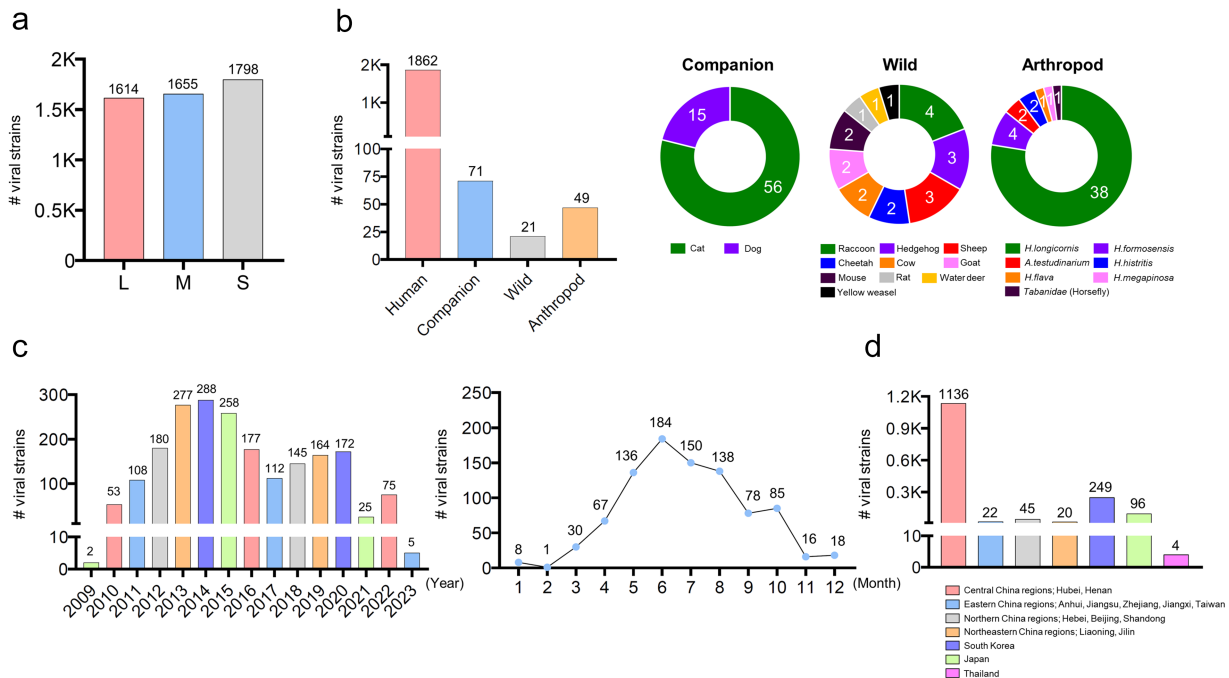 a
2K
1.5K
1K
0.5K
0
# viral strains
1614
1655
1798
L
M
S
b
2K
1K
100
75
50
25
0
# viral strains
1862
71
21
49
Human
Companion
Wild
Arthropod
Companion
15
56
Cat
Dog
Wild
4
3
3
2
2
2
2
1
1
1
Raccoon
Hedgehog
Sheep
Cheetah
Cow
Goat
Mouse
Rat
Water deer
Yellow weasel
Arthropod
38
4
2
2
1
1
1
H.longicornis
H.formosensis
A.testudinarium
H.histritis
H.flava
H.megapinosa
Tabanidae (Horsefly)
c
300
200
100
10
5
0
# viral strains
2
53
108
180
277
288
258
177
112
145
164
172
25
75
5
2009
2010
2011
2012
2013
2014
2015
2016
2017
2018
2019
2020
2021
2022
2023
(Year)
250
200
150
100
50
0
# viral strains
8
1
30
67
136
184
150
138
78
85
16
18
1
2
3
4
5
6
7
8
9
10
11
12
(Month)
d
1.2K
0.9K
0.6K
0.3K
10
0
# viral strains
1136
22
45
20
249
96
4
Central China regions; Hubei, Henan
Eastern China regions; Anhui, Jiangsu, Zhejiang, Jiangxi, Taiwan
Northern China regions; Hebei, Beijing, Shandong
Northeastern China regions; Liaoning, Jilin
South Korea
Japan
Thailand